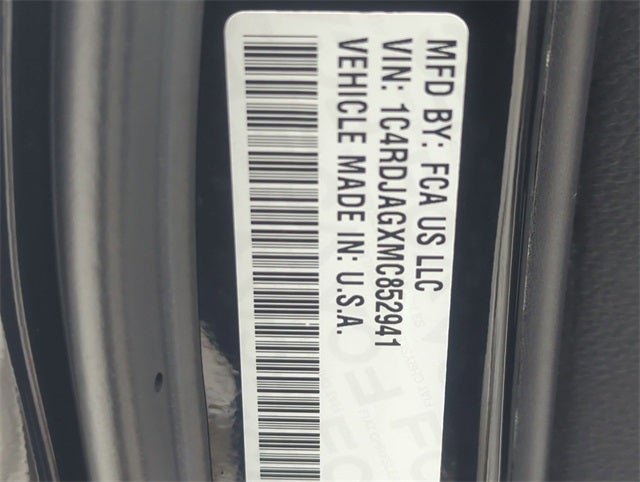 MFD BY: FCA US LLC
VIN: 1C4RDJAGXMC852941
VEHICLE MADE IN: U.S.A.